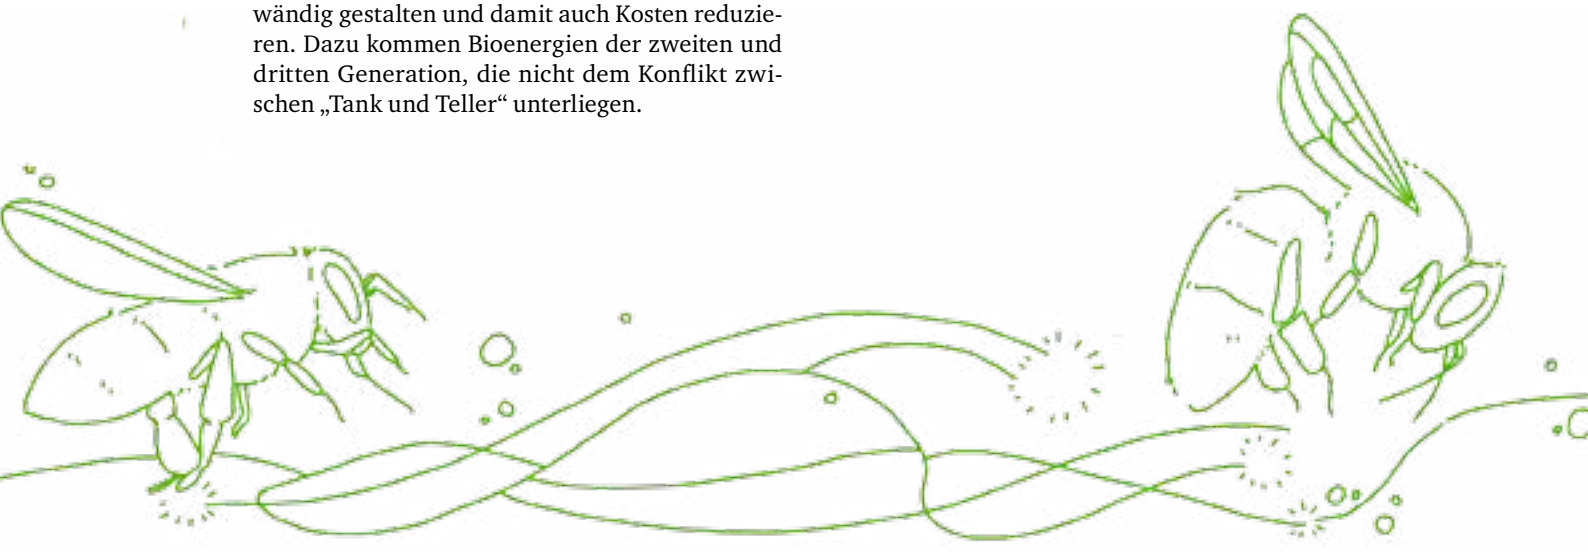 wändig gestalten und damit auch Kosten reduzie-
ren. Dazu kommen Bioenergien der zweiten und
dritten Generation, die nicht dem Konflikt zwi-
schen „Tank und Teller“ unterliegen.